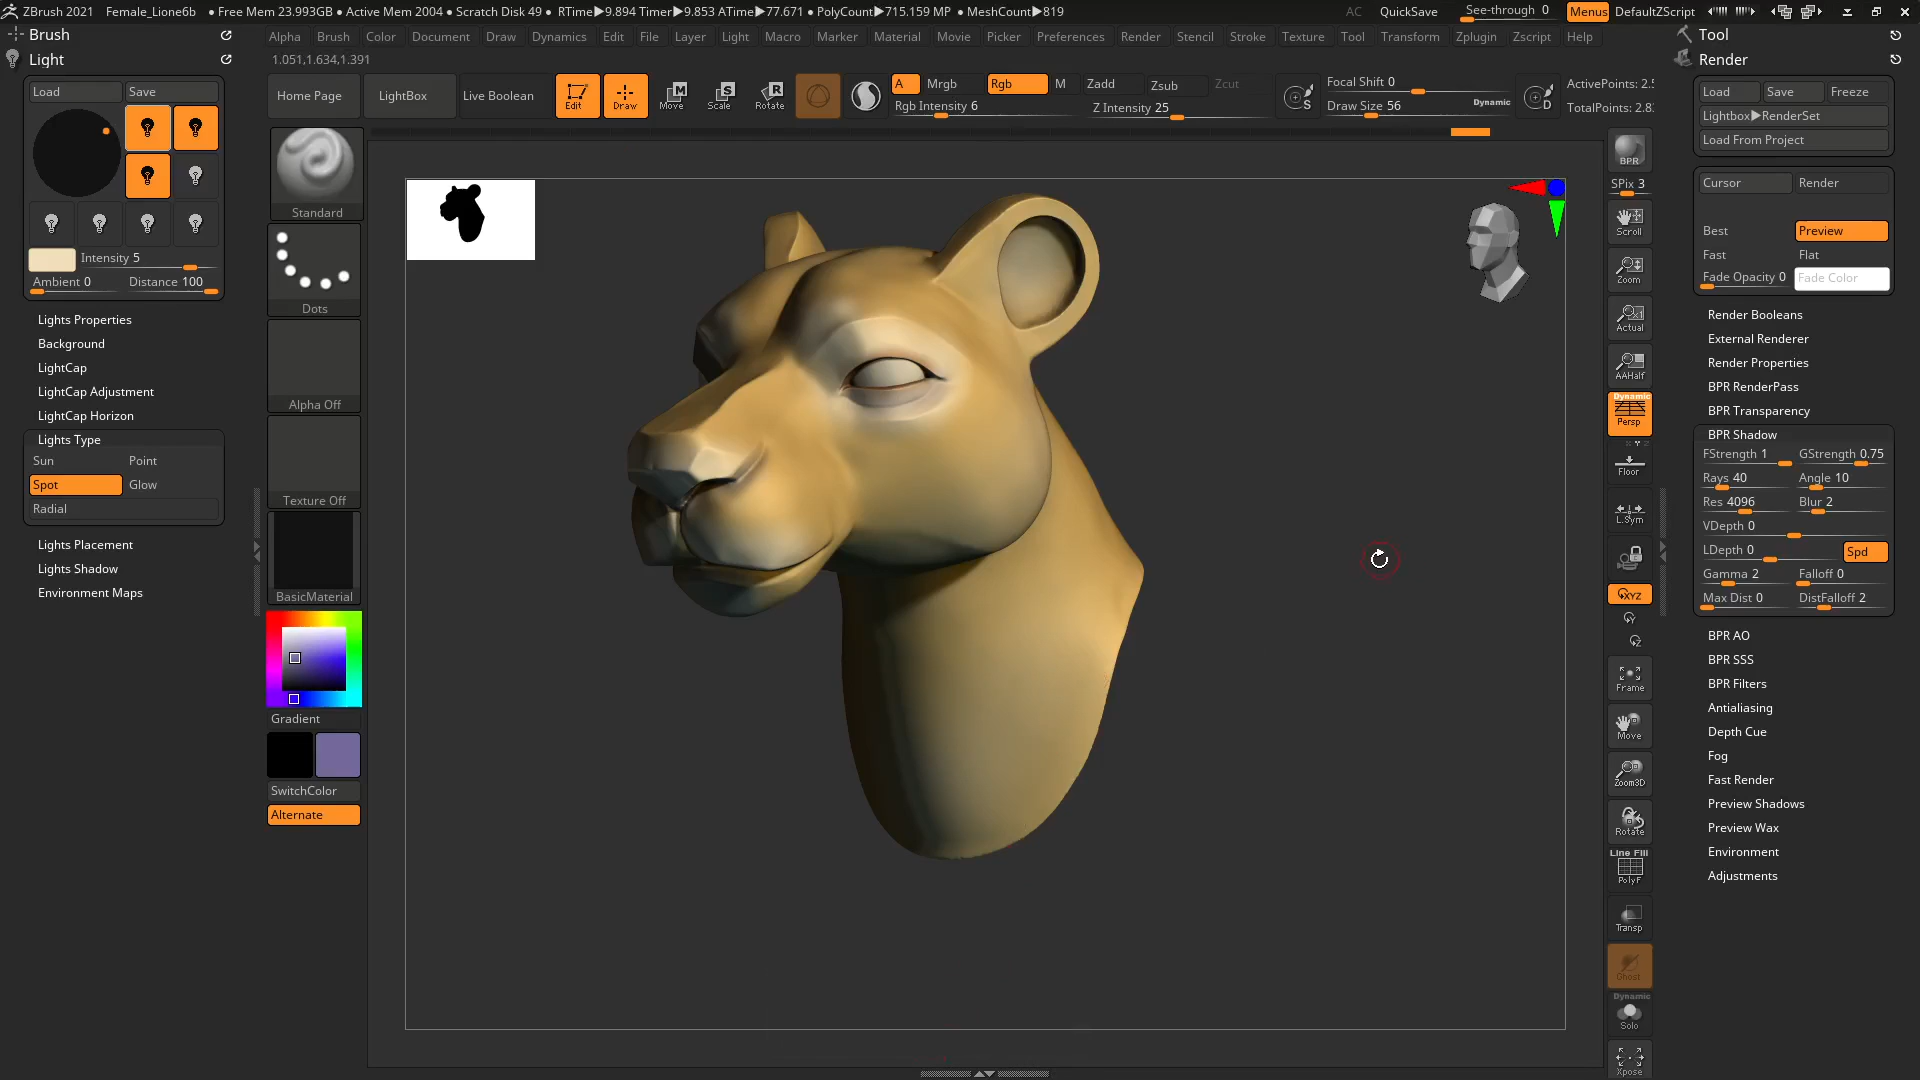 ZBrush 2021 Female_Lione6b ● Free Mem 23.993GB ● Active Mem 2004 ● Scratch Disk 49 ● RTime▶9.894 Timer▶9.853 ATime▶77.671 ● PolyCount▶715.159 MP ● MeshCount▶819 AC QuickSave See-through 0 Menus DefaultZScript
Brush
Light
Alpha Brush Color Document Draw Dynamics Edit File Layer Light Macro Marker Material Movie Picker Preferences Render Stencil Stroke Texture Tool Transform Zplugin Zscript Help
Tool
Render
1.051,1.634,1.391
Load Save
Home Page LightBox Live Boolean Edit Draw Move Scale Rotate
M S R
A Mrgb Rgb M Zadd Zsub Zcut
Rgb Intensity 6 Z Intensity 25
S Focal Shift 0
Draw Size 56 Dynamic D
ActivePoints: 2.5
TotalPoints: 2.8
Load Save Freeze
Lightbox▶RenderSet
Load From Project
Cursor Render
Best Preview
Fast Flat
Fade Opacity 0 Fade Color
Render Booleans
External Renderer
Render Properties
BPR RenderPass
BPR Transparency
BPR Shadow
FStrength 1 GStrength 0.75
Rays 40 Angle 10
Res 4096 Blur 2
VDepth 0
LDepth 0 Spd
Gamma 2 Falloff 0
Max Dist 0 DistFalloff 2
BPR AO
BPR SSS
BPR Filters
Antialiasing
Depth Cue
Fog
Fast Render
Preview Shadows
Preview Wax
Environment
Adjustments
Intensity 5
Ambient 0 Distance 100
Lights Properties
Background
LightCap
LightCap Adjustment
LightCap Horizon
Lights Type
Sun Point
Spot Glow
Radial
Lights Placement
Lights Shadow
Environment Maps
Standard
Dots
Alpha Off
Texture Off
BasicMaterial
Gradient
SwitchColor
Alternate
BPR
SPix 3
Scroll
Zoom
Actual
AAHalf
Dynamic
Persp
Floor
L.Sym
XYZ
Y
Z
Frame
Move
Zoom3D
Rotate
Line Fill
PolyF
Transp
Ghost
Dynamic
Solo
Xpose